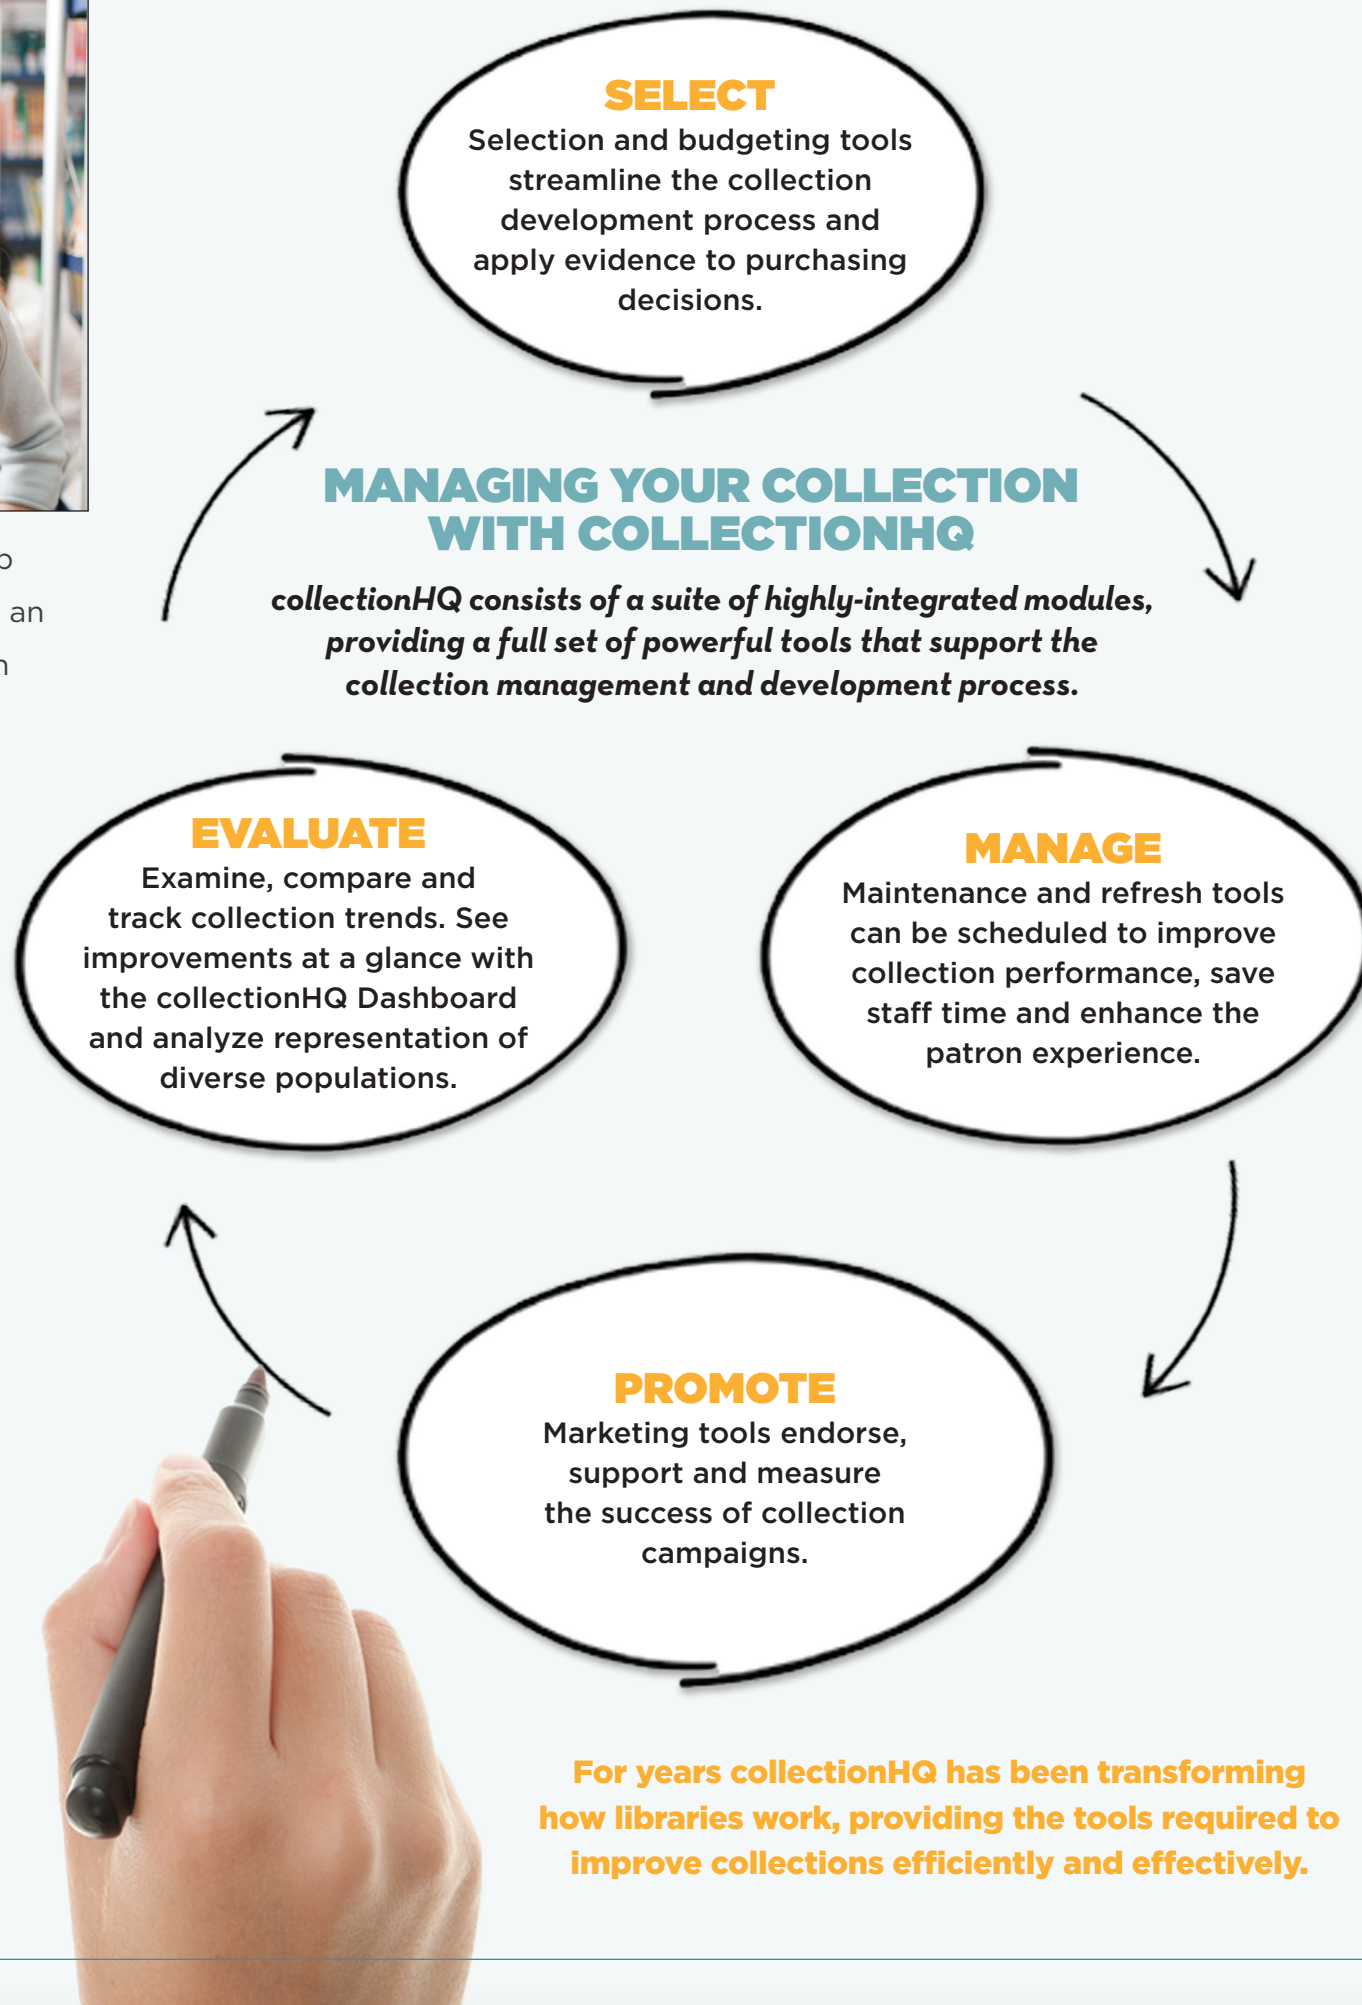 SELECT
Selection and budgeting tools
streamline the collection
development process and
apply evidence to purchasing
decisions.
MANAGING YOUR COLLECTION
WITH COLLECTIONHQ
collectionHQ consists of a suite of highly-integrated modules,
providing a full set of powerful tools that support the
collection management and development process.
an
EVALUATE
Examine, compare and
track collection trends. See
improvements at a glance with
the collectionHQ Dashboard
and analyze representation of
diverse populations.
MANAGE
Maintenance and refresh tools
can be scheduled to improve
collection performance, save
staff time and enhance the
patron experience.
PROMOTE
Marketing tools endorse,
support and measure
the success of collection
campaigns.
For years collectionHQ has been transforming
how libraries work, providing the tools required to
improve collections efficiently and effectively.